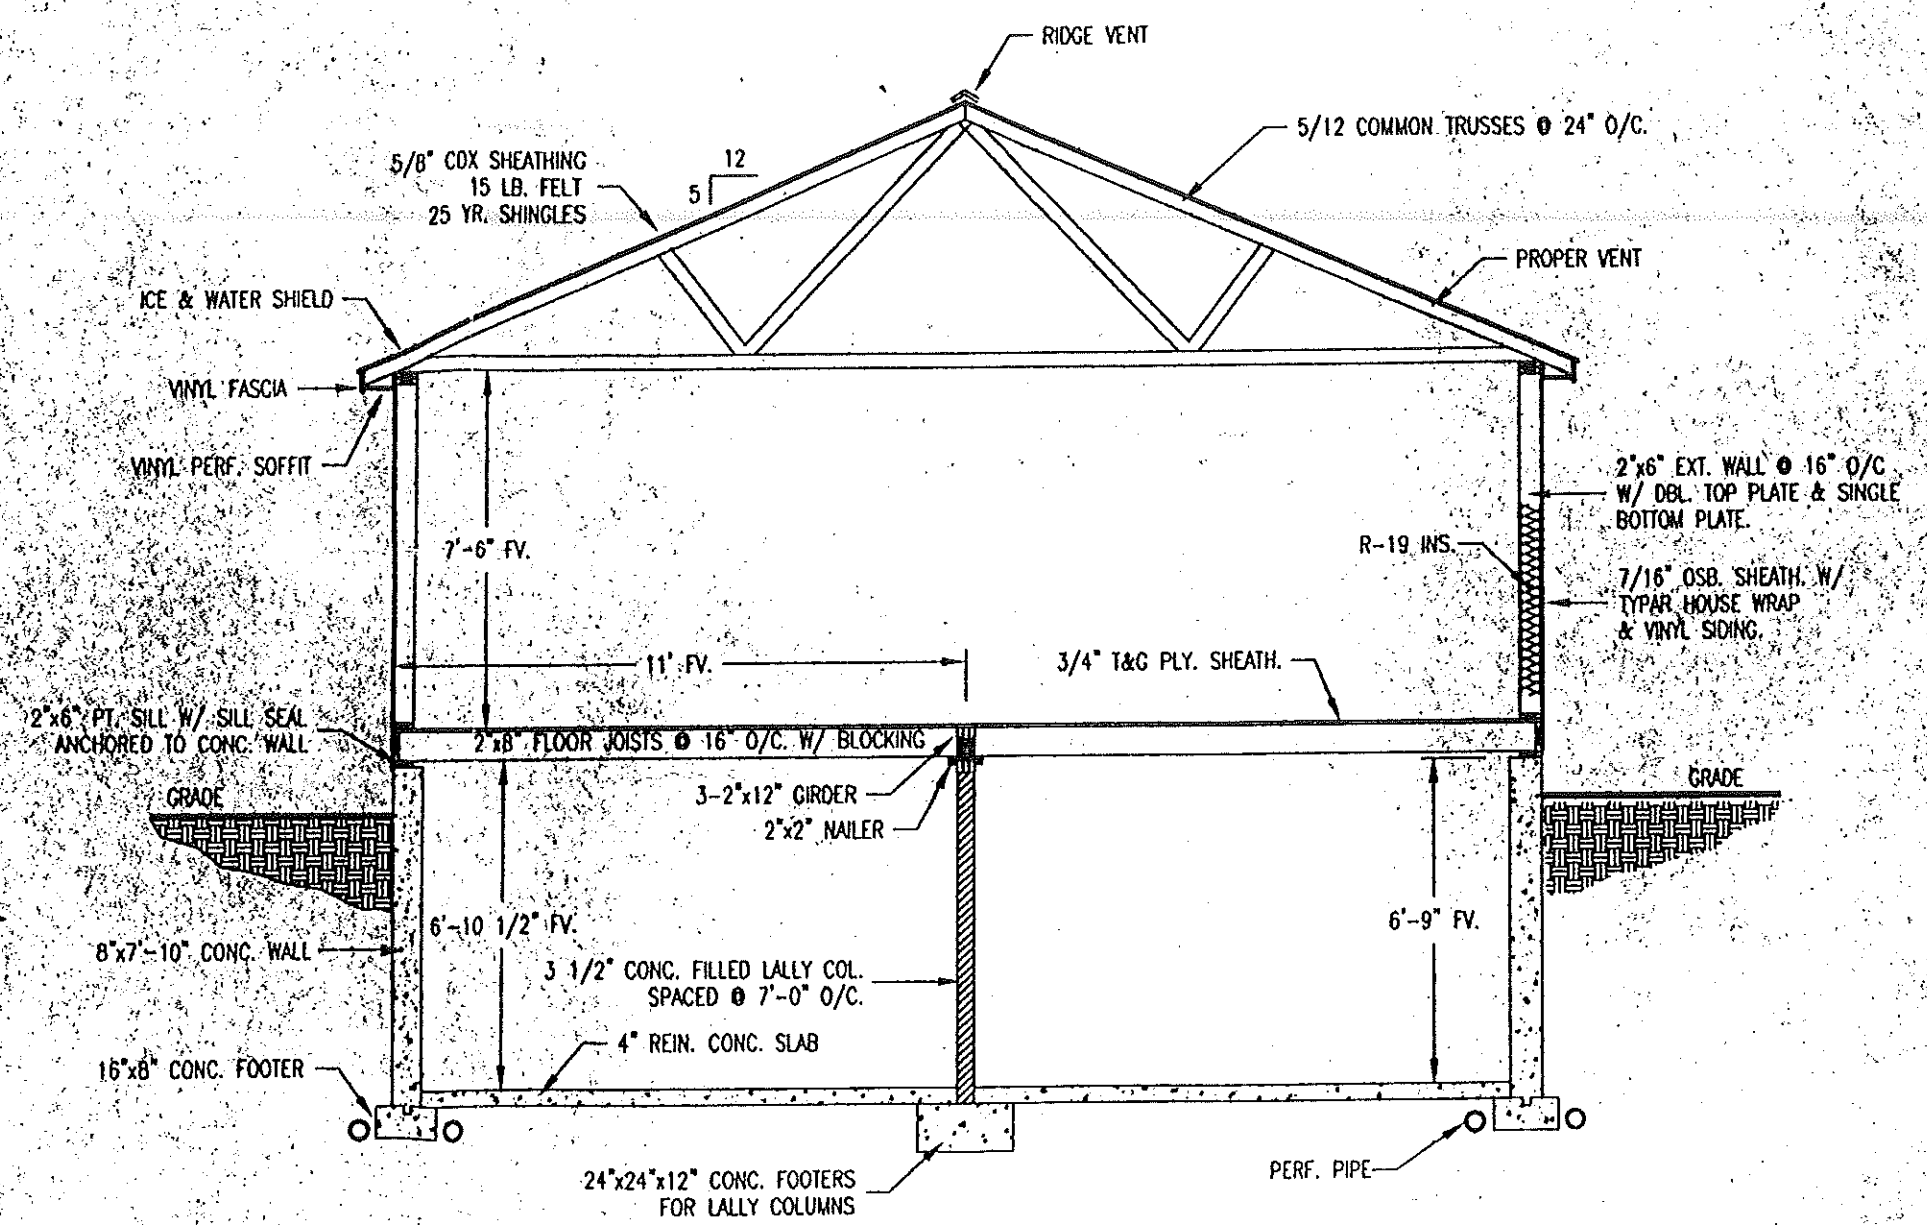 RIDGE VENT
5/12 COMMON TRUSSES @ 24" O/C.
5/8" CDX SHEATHING
15 LB. FELT
25 YR. SHINGLES
12
5
PROPER VENT
ICE & WATER SHIELD
VINYL FASCIA
VINYL PERF. SOFFIT
2"x6" EXT. WALL @ 16" O/C
W/ DBL. TOP PLATE & SINGLE
BOTTOM PLATE.
7'-6" FV.
R-19 INS.
7/16" OSB. SHEATH. W/
TYPAR HOUSE WRAP
& VINYL SIDING.
11' FV.
3/4" T&G PLY. SHEATH.
2"x6" PT. SILL W/ SILL SEAL
ANCHORED TO CONC. WALL
2"x8" FLOOR JOISTS @ 16" O/C. W/ BLOCKING
GRADE
GRADE
3-2"x12" GIRDER
2"x2" NAILER
6'-10 1/2" FV.
6'-9" FV.
8"x7'-10" CONC. WALL
3 1/2" CONC. FILLED LALLY COL.
SPACED @ 7'-0" O/C.
4" REIN. CONC. SLAB
16"x8" CONC. FOOTER
24"x24"x12" CONC. FOOTERS
FOR LALLY COLUMNS
PERF. PIPE